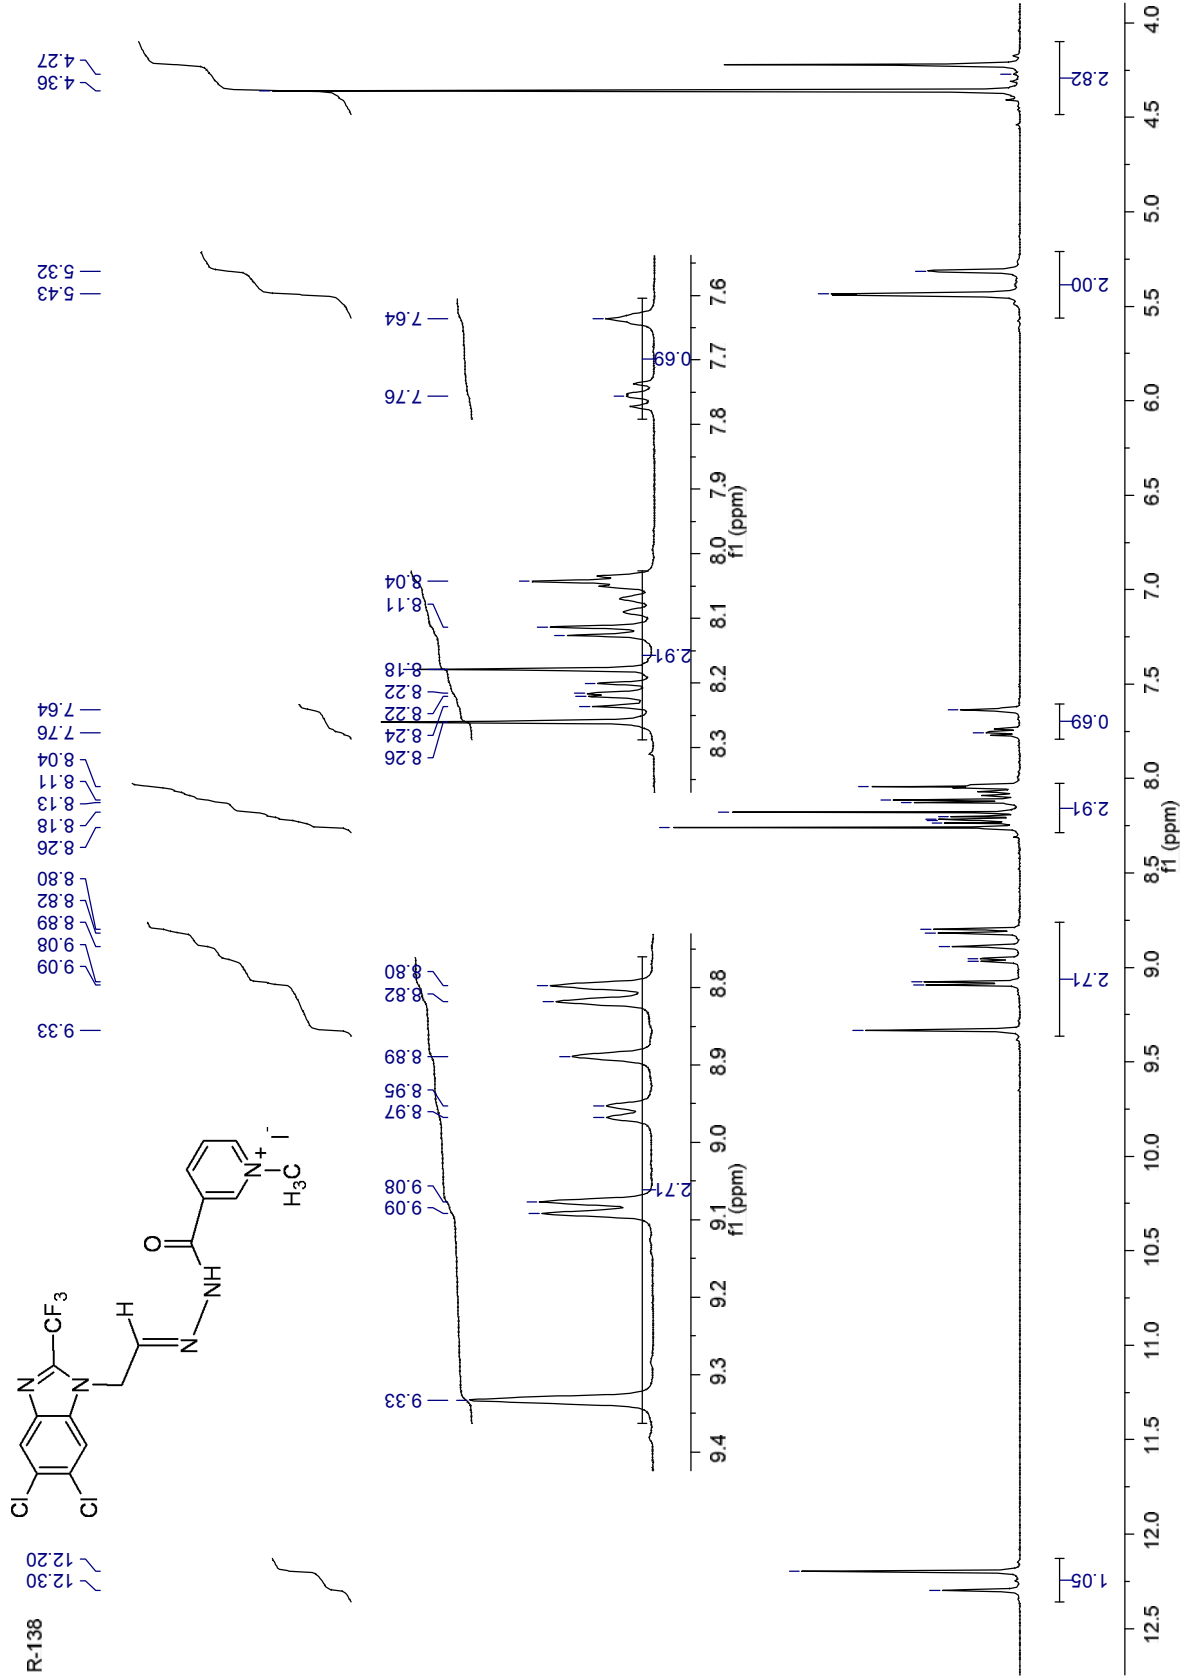 R-138
12.30
12.20
9.33
9.09
9.08
8.89
8.82
8.80
8.26
8.18
8.13
8.11
8.04
7.76
7.64
5.43
5.32
4.36
4.27
Cl
Cl
N
N
CF3
H
N
NH
O
N
+
I
-
H3C
9.33
9.09
9.08
8.97
8.95
8.89
8.82
8.80
2.71
9.4 9.3 9.2 9.1 9.0 8.9 8.8
f1 (ppm)
8.26
8.24
8.22
8.22
8.18
8.11
8.04
7.76
7.64
2.91
0.69
8.3 8.2 8.1 8.0 7.9 7.8 7.7 7.6
f1 (ppm)
1.05
2.71
2.91
0.69
2.00
2.82
12.5 12.0 11.5 11.0 10.5 10.0 9.5 9.0 8.5 8.0 7.5 7.0 6.5 6.0 5.5 5.0 4.5 4.0
f1 (ppm)